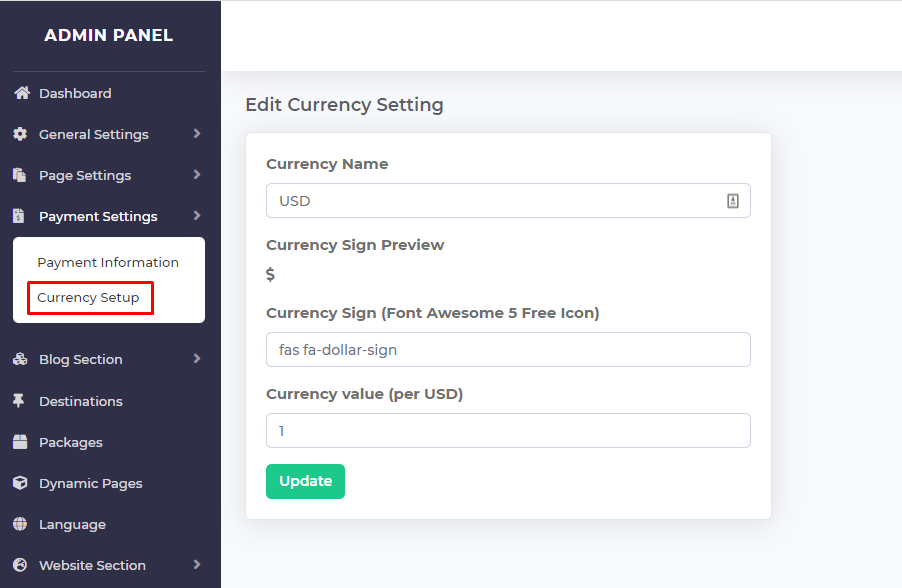 ADMIN PANEL
Dashboard
General Settings
Page Settings
Payment Settings
Payment Information
Currency Setup
Blog Section
Destinations
Packages
Dynamic Pages
Language
Website Section
Edit Currency Setting
Currency Name
USD
Currency Sign Preview
$
Currency Sign (Font Awesome 5 Free Icon)
fas fa-dollar-sign
Currency value (per USD)
1
Update